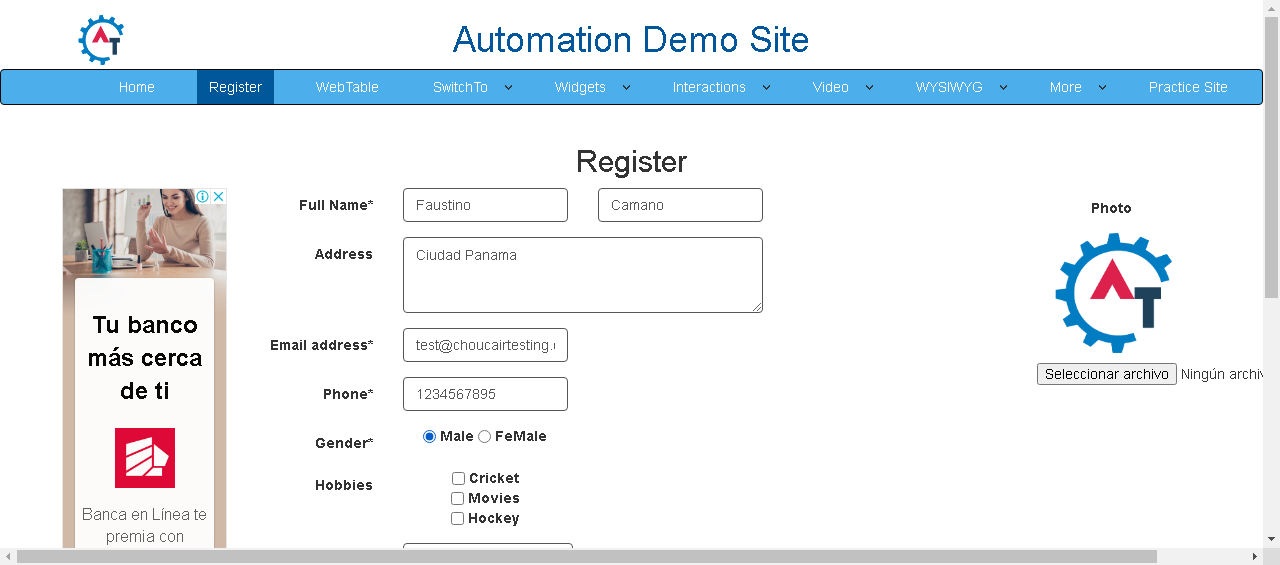 Automation Demo Site
Home Register WebTable SwitchTo Widgets Interactions Video WYSIWYG More Practice Site
Register
Full Name* Faustino Camano
Photo
Address Ciudad Panama
Tu banco
más cerca
de ti
Email address* test@choucairtesting.
Seleccionar archivo Ningún archiv
Phone* 1234567895
Gender* Male FeMale
Hobbies Cricket
Movies
Hockey
Banca en Línea te
premia con